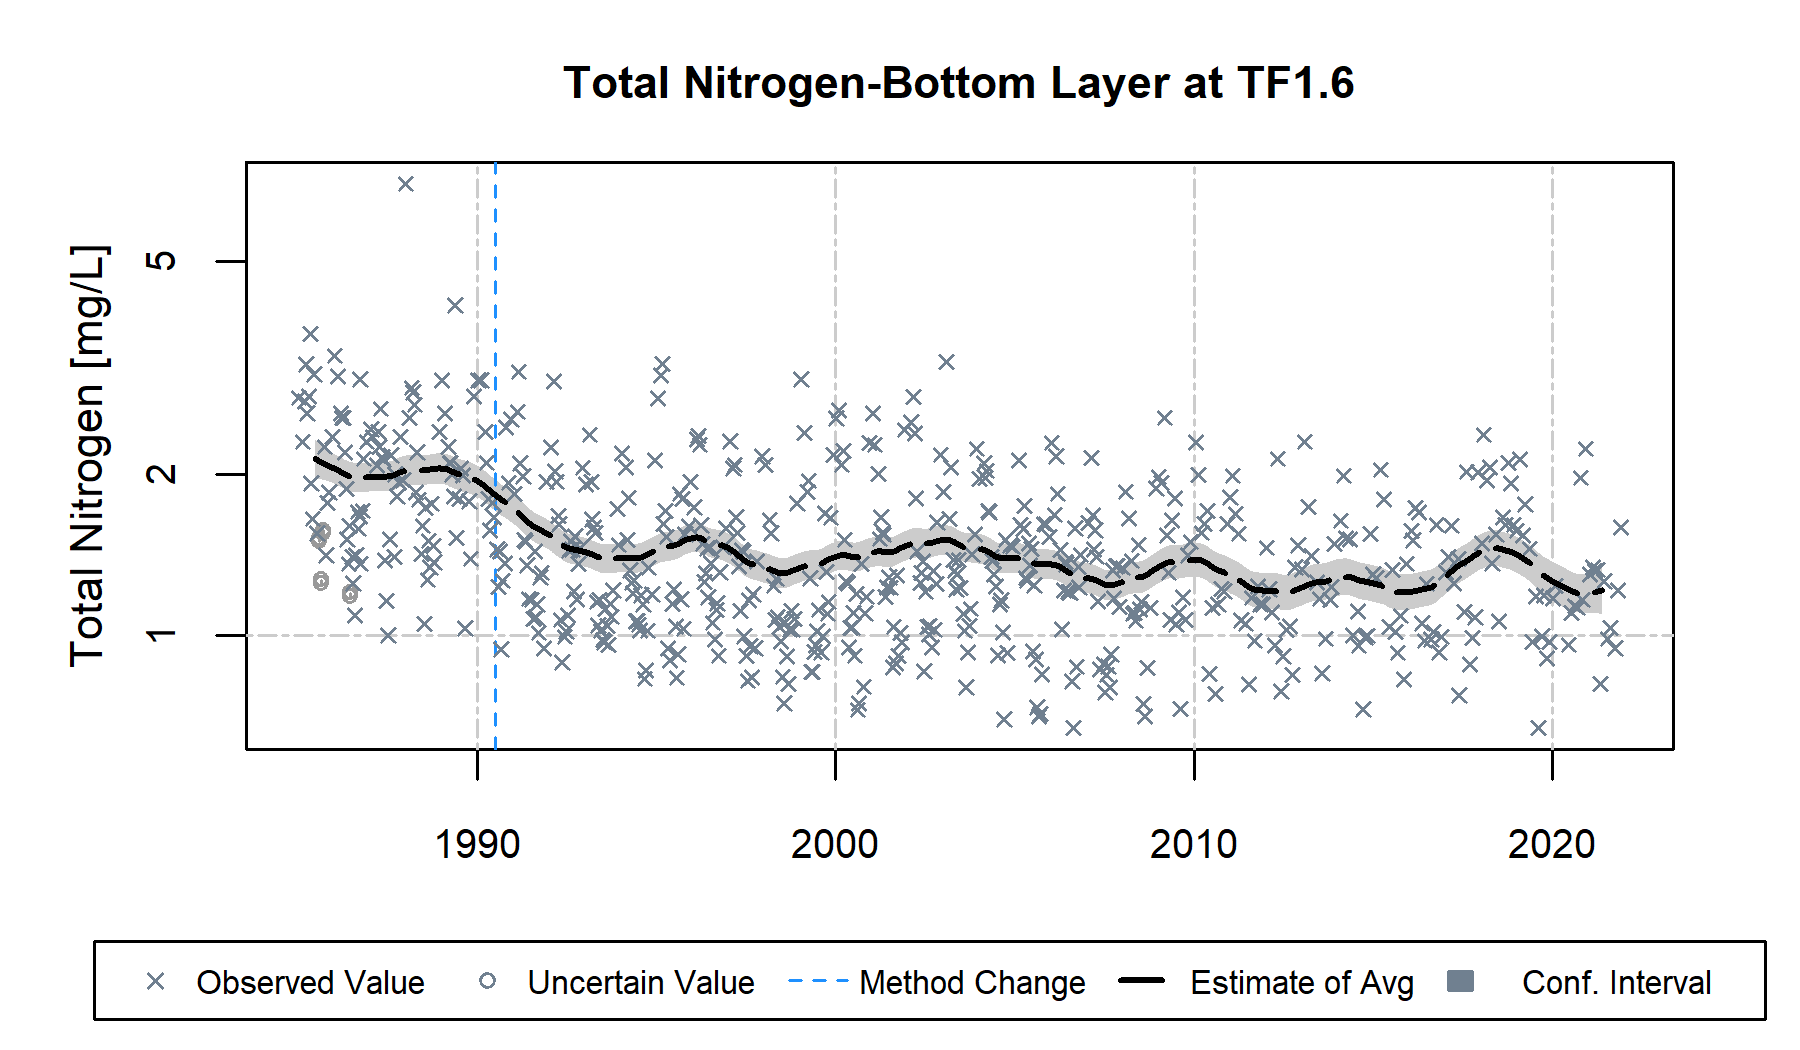 Total Nitrogen-Bottom Layer at TF1.6
Total Nitrogen [mg/L]
5
2
1
1990 2000 2010 2020
Observed Value Uncertain Value Method Change Estimate of Avg Conf. Interval